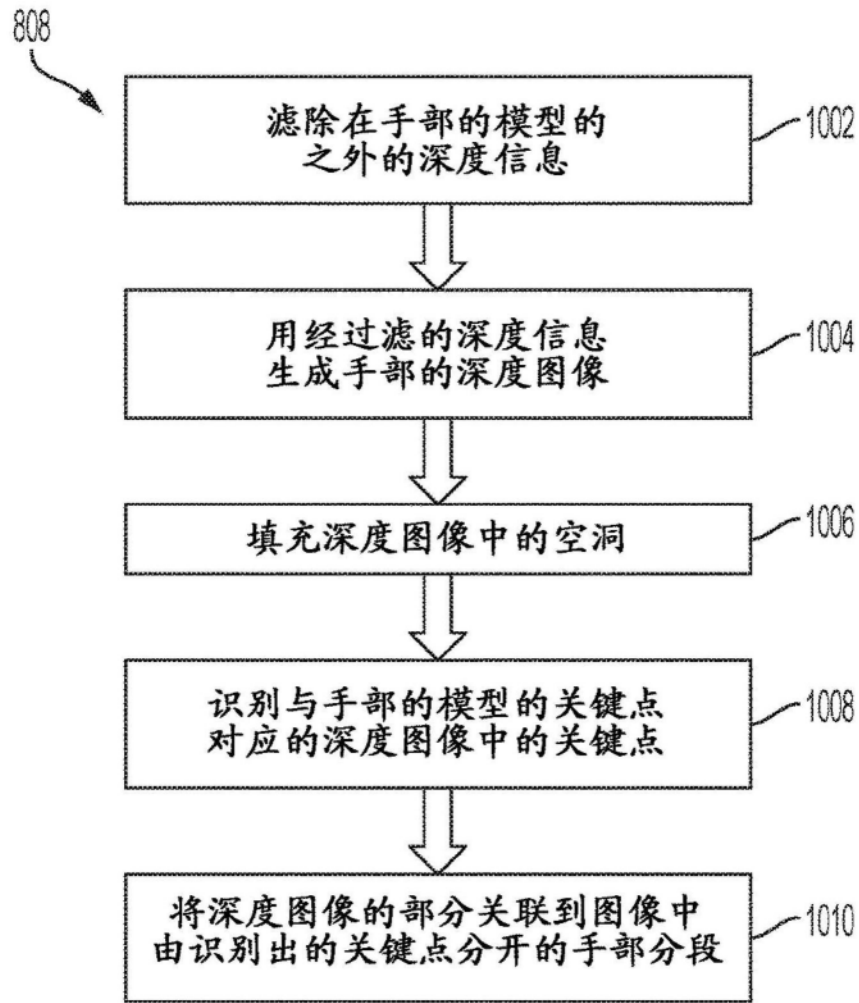 808
滤除在手部的模型的
之外的深度信息
1002
用经过滤的深度信息
生成手部的深度图像
1004
填充深度图像中的空洞
1006
识别与手部的模型的关键点
对应的深度图像中的关键点
1008
将深度图像的部分关联到图像中
由识别出的关键点分开的手部分段
1010